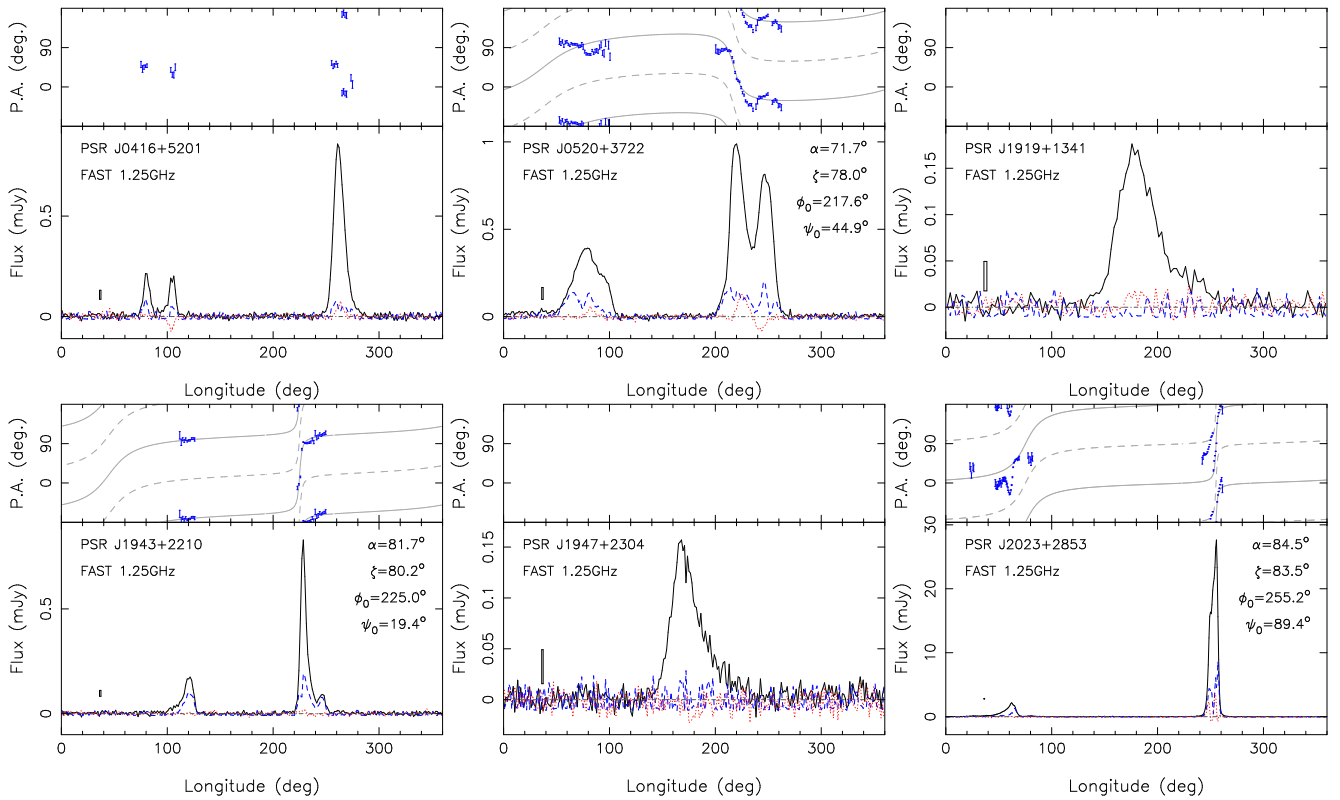 P.A. (deg.)
90
0
PSR J0416+5201
FAST 1.25GHz
Flux (mJy)
0.5
0
0 100 200 300
Longitude (deg)
P.A. (deg.)
90
0
PSR J0520+3722
FAST 1.25GHz
α=71.7°
ζ=78.0°
ϕ₀=217.6°
ψ₀=44.9°
Flux (mJy)
1
0.5
0
0 100 200 300
Longitude (deg)
P.A. (deg.)
90
0
PSR J1919+1341
FAST 1.25GHz
Flux (mJy)
0.15
0.1
0.05
0
0 100 200 300
Longitude (deg)
P.A. (deg.)
90
0
PSR J1943+2210
FAST 1.25GHz
α=81.7°
ζ=80.2°
ϕ₀=225.0°
ψ₀=19.4°
Flux (mJy)
0.5
0
0 100 200 300
Longitude (deg)
P.A. (deg.)
90
0
PSR J1947+2304
FAST 1.25GHz
Flux (mJy)
0.15
0.1
0.05
0
0 100 200 300
Longitude (deg)
P.A. (deg.)
90
0
PSR J2023+2853
FAST 1.25GHz
α=84.5°
ζ=83.5°
ϕ₀=255.2°
ψ₀=89.4°
Flux (mJy)
30
20
10
0
0 100 200 300
Longitude (deg)